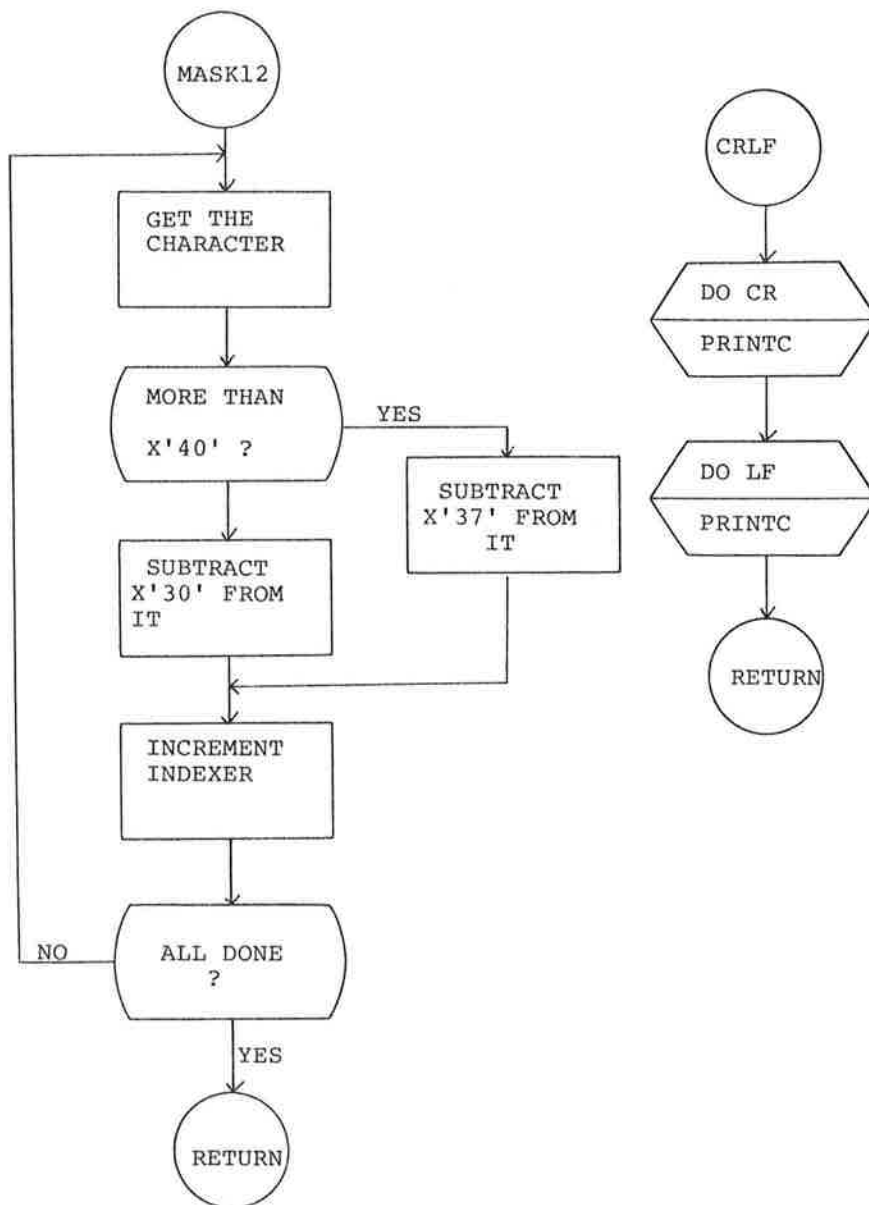 MASK12
GET THE
CHARACTER
MORE THAN
X'40' ?
YES
SUBTRACT
X'37' FROM
IT
SUBTRACT
X'30' FROM
IT
INCREMENT
INDEXER
NO
ALL DONE
?
YES
RETURN
CRLF
DO CR
PRINTC
DO LF
PRINTC
RETURN